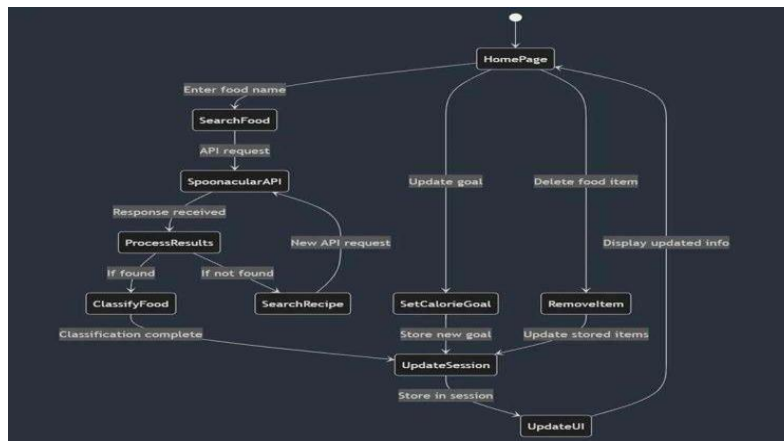 HomePage
Enter food name
SearchFood
API request
SpoonacularAPI
Update goal
Delete food item
Response received
ProcessResults
New API request
Display updated info
If found
If not found
ClassifyFood
SearchRecipe
SetCalorieGoal
RemoveItem
Classification complete
Store new goal
Update stored items
UpdateSession
Store in session
UpdateUI